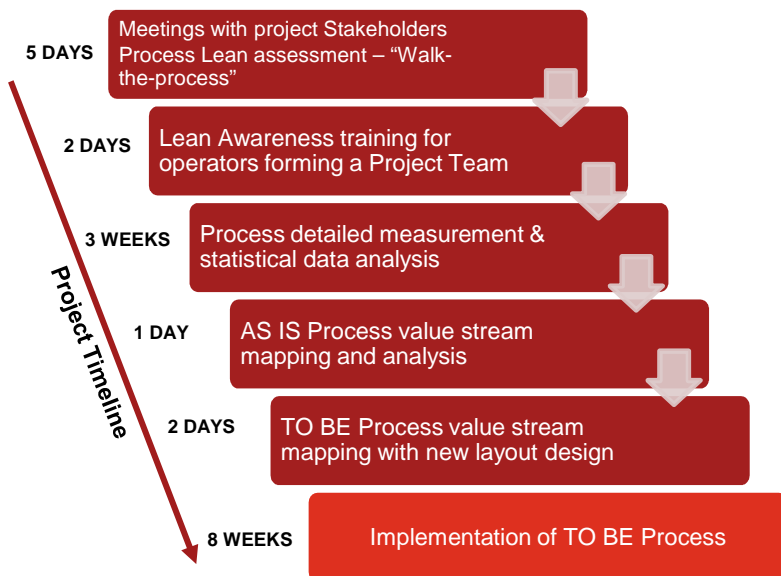 5 DAYS
Meetings with project Stakeholders
Process Lean assessment – “Walk-
the-process”
2 DAYS
Lean Awareness training for
operators forming a Project Team
3 WEEKS
Process detailed measurement &
statistical data analysis
1 DAY
AS IS Process value stream
mapping and analysis
2 DAYS
TO BE Process value stream
mapping with new layout design
8 WEEKS
Implementation of TO BE Process
Project Timeline